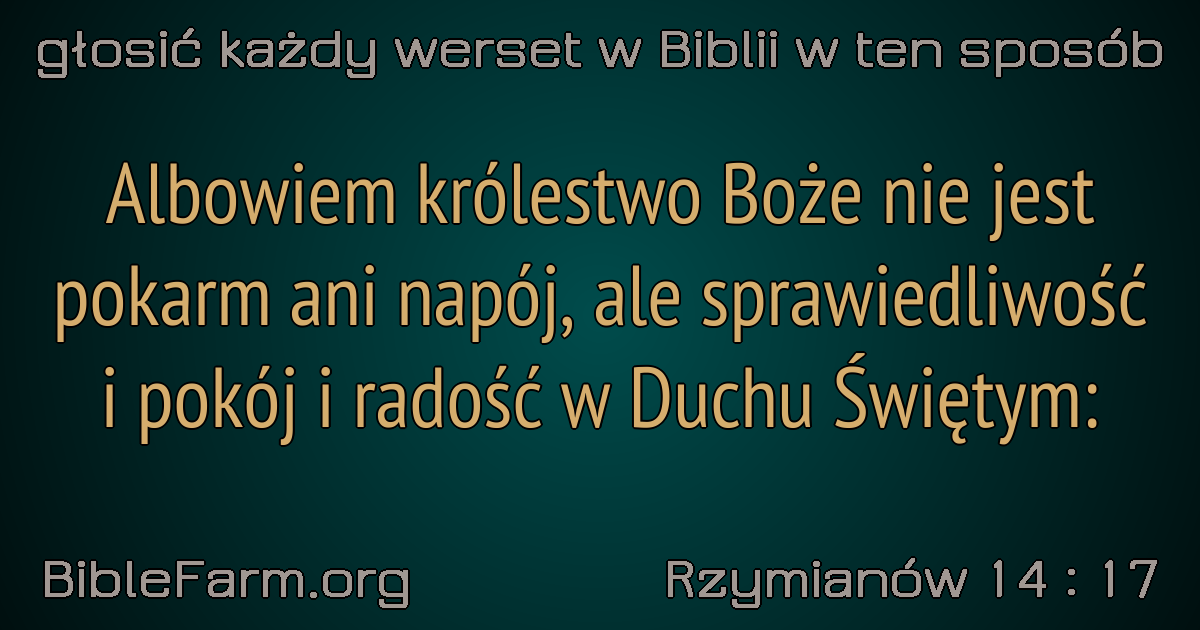 głosić każdy werset w Biblii w ten sposób
Albowiem królestwo Boże nie jest
pokarm ani napój, ale sprawiedliwość
i pokój i radość w Duchu Świętym:
BibleFarm.org
Rzymianów 14 : 17